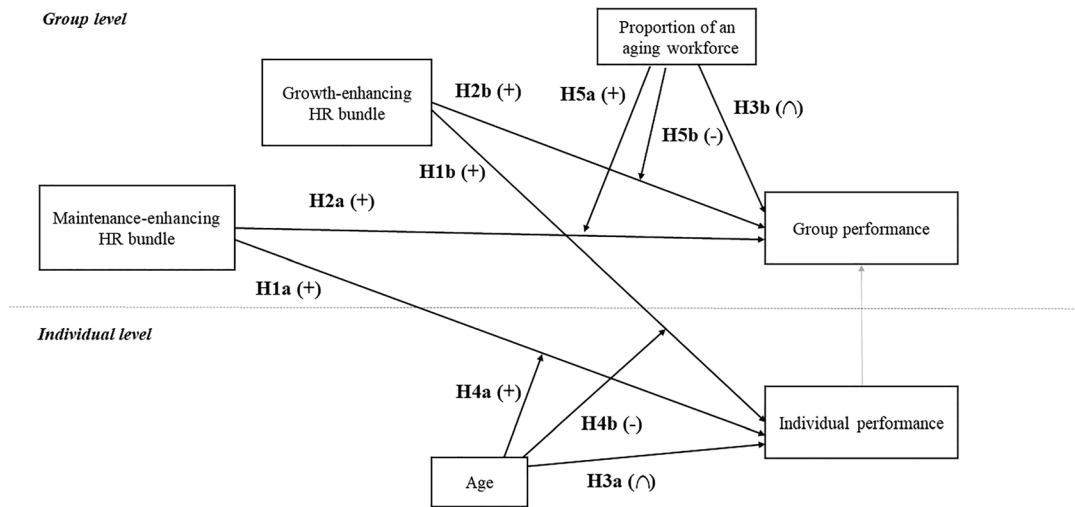 Group level
Proportion of an
aging workforce
Growth-enhancing
HR bundle
H2b (+)
H5a (+)
H3b (∩)
H5b (-)
H1b (+)
Maintenance-enhancing
HR bundle
H2a (+)
Group performance
H1a (+)
Individual level
H4a (+)
H4b (-)
Individual performance
Age
H3a (∩)